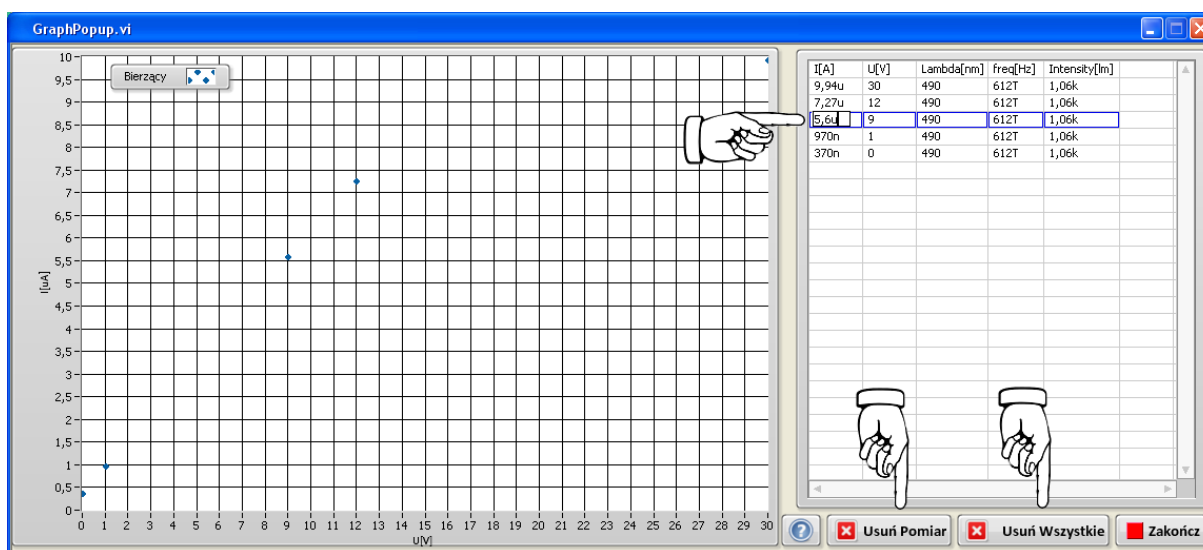 GraphPopup.vi
Bierzący
10
9,5
9
8,5
8
7,5
7
6,5
6
5,5
5
4,5
4
3,5
3
2,5
2
1,5
1
0,5
0
I[uA]
0 1 2 3 4 5 6 7 8 9 10 11 12 13 14 15 16 17 18 19 20 21 22 23 24 25 26 27 28 29 30
U[V]
I[A] U[V] Lambda[nm] freq[Hz] Intensity[lm]
9,94u 30 490 612T 1,06k
7,27u 12 490 612T 1,06k
5,6u 9 490 612T 1,06k
970n 1 490 612T 1,06k
370n 0 490 612T 1,06k
? Usuń Pomiar Usuń Wszystkie Zakończ